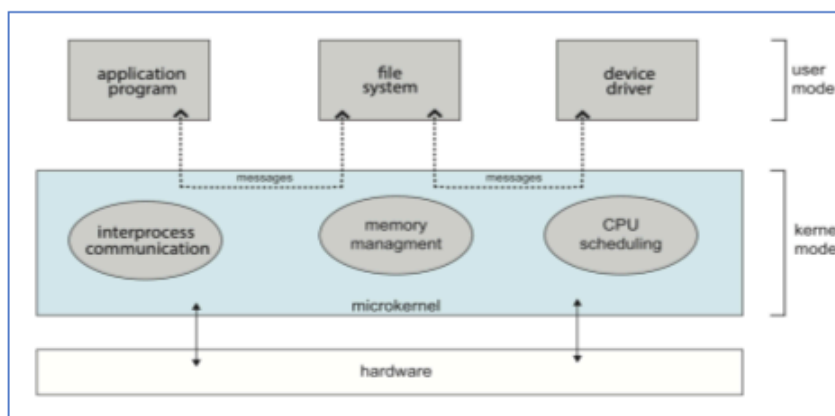 application
program
file
system
device
driver
user
mode
messages
messages
interprocess
communication
memory
managment
CPU
scheduling
kerne
mode
microkernel
hardware